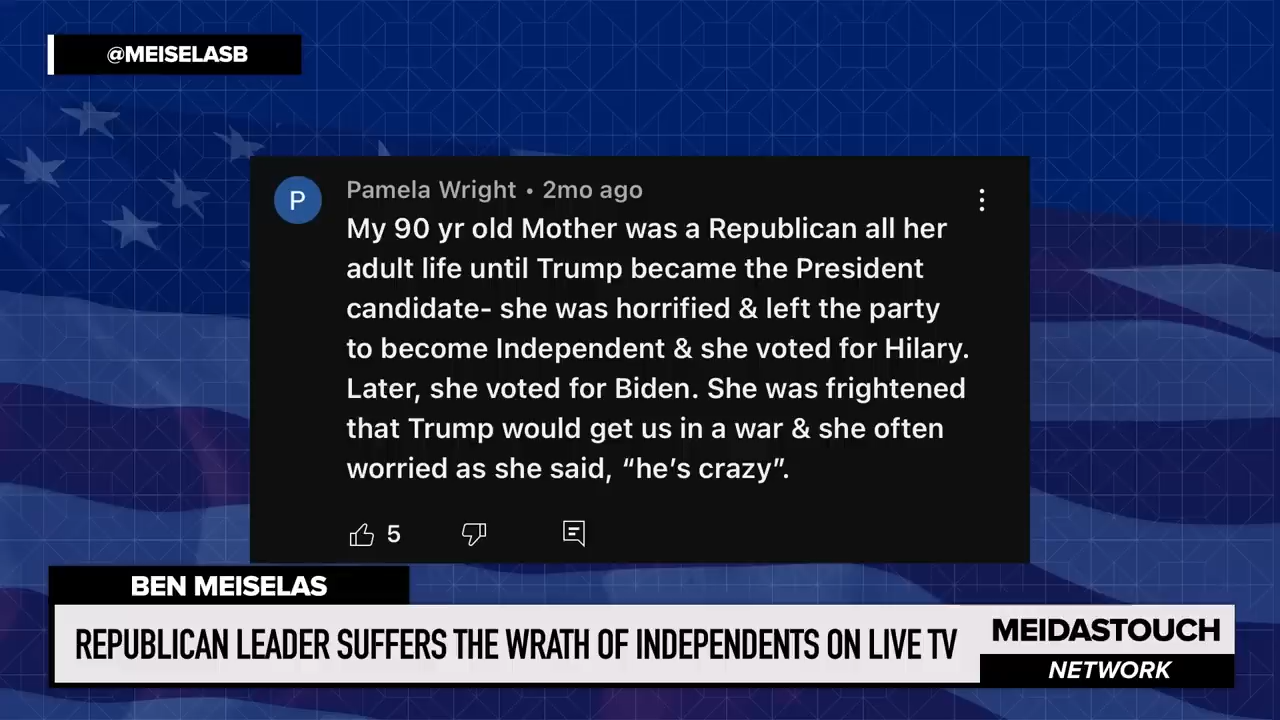 @MEISELASB
P
Pamela Wright • 2mo ago
My 90 yr old Mother was a Republican all her
adult life until Trump became the President
candidate- she was horrified & left the party
to become Independent & she voted for Hilary.
Later, she voted for Biden. She was frightened
that Trump would get us in a war & she often
worried as she said, “he’s crazy”.
5
BEN MEISELAS
REPUBLICAN LEADER SUFFERS THE WRATH OF INDEPENDENTS ON LIVE TV
MEIDASTOUCH
NETWORK